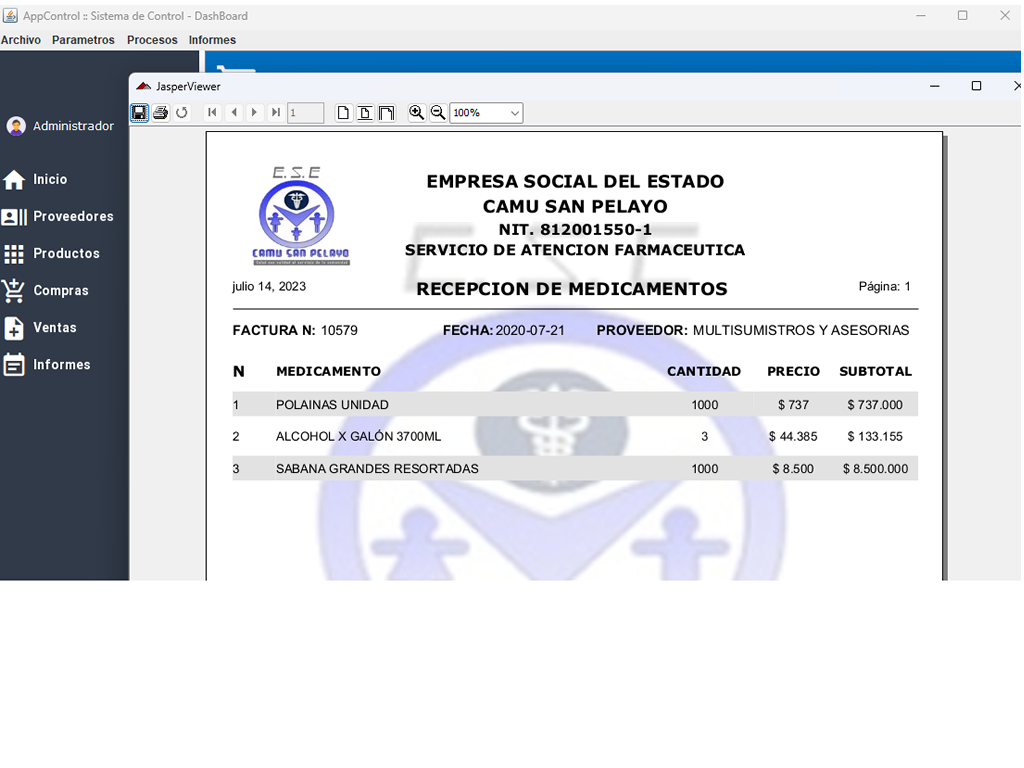 AppControl :: Sistema de Control - DashBoard
Archivo Parametros Procesos Informes
JasperViewer
1 100%
Administrador
Inicio
Proveedores
Productos
Compras
Ventas
Informes
E.S.E
CAMU SAN PELAYO
EMPRESA SOCIAL DEL ESTADO
CAMU SAN PELAYO
NIT. 812001550-1
SERVICIO DE ATENCION FARMACEUTICA
julio 14, 2023 RECEPCION DE MEDICAMENTOS Página: 1
FACTURA N: 10579 FECHA: 2020-07-21 PROVEEDOR: MULTISUMISTROS Y ASESORIAS
N MEDICAMENTO CANTIDAD PRECIO SUBTOTAL
1 POLAINAS UNIDAD 1000 $ 737 $ 737.000
2 ALCOHOL X GALÓN 3700ML 3 $ 44.385 $ 133.155
3 SABANA GRANDES RESORTADAS 1000 $ 8.500 $ 8.500.000
E.S.E